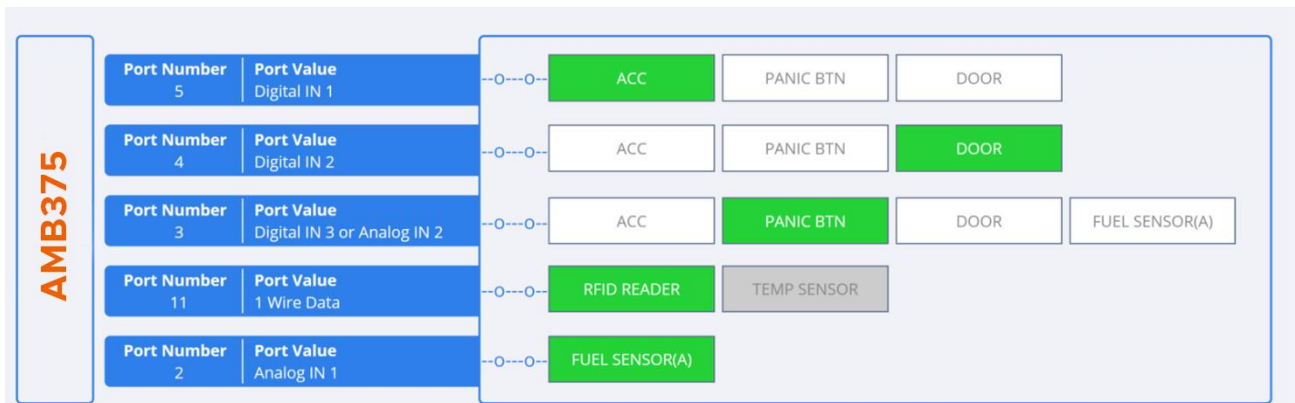 AMB375
Port Number Port Value
5 Digital IN 1
ACC PANIC BTN DOOR
Port Number Port Value
4 Digital IN 2
ACC PANIC BTN DOOR
Port Number Port Value
3 Digital IN 3 or Analog IN 2
ACC PANIC BTN DOOR FUEL SENSOR(A)
Port Number Port Value
11 1 Wire Data
RFID READER TEMP SENSOR
Port Number Port Value
2 Analog IN 1
FUEL SENSOR(A)